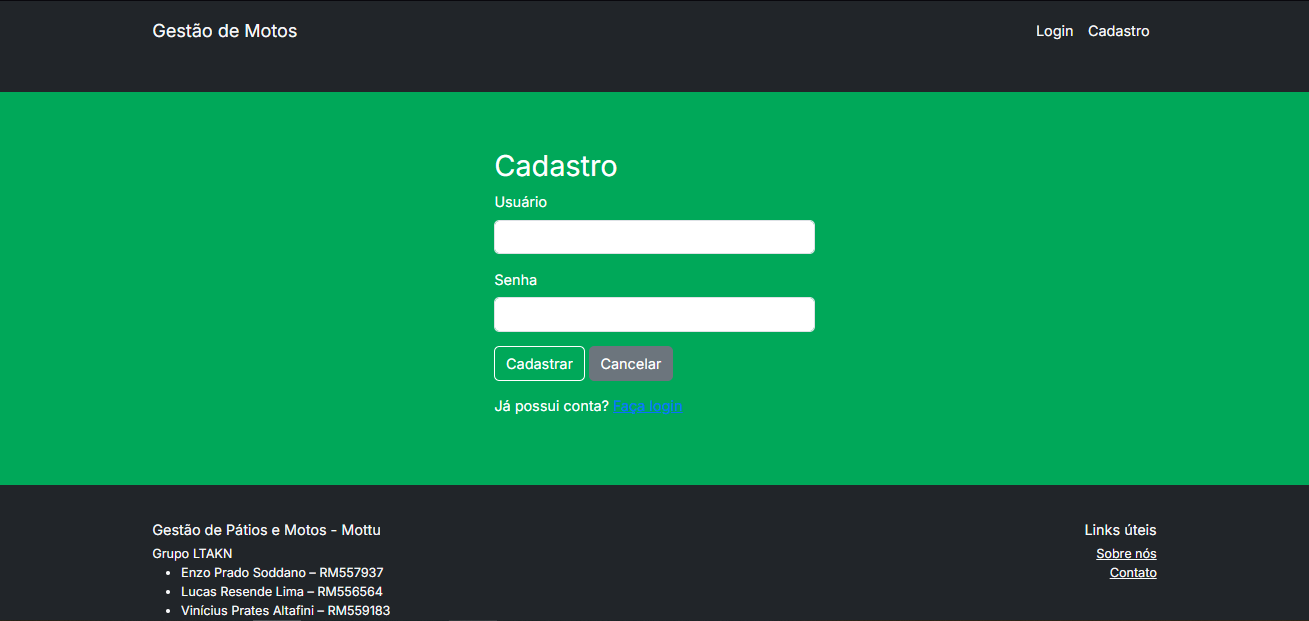 Gestão de Motos
Login Cadastro
Cadastro
Usuário
Senha
Cadastrar Cancelar
Já possui conta? Faça login
Gestão de Pátios e Motos - Mottu
Grupo LTAKN
• Enzo Prado Soddano – RM557937
• Lucas Resende Lima – RM556564
• Vinícius Prates Altafini – RM559183
Links úteis
Sobre nós
Contato